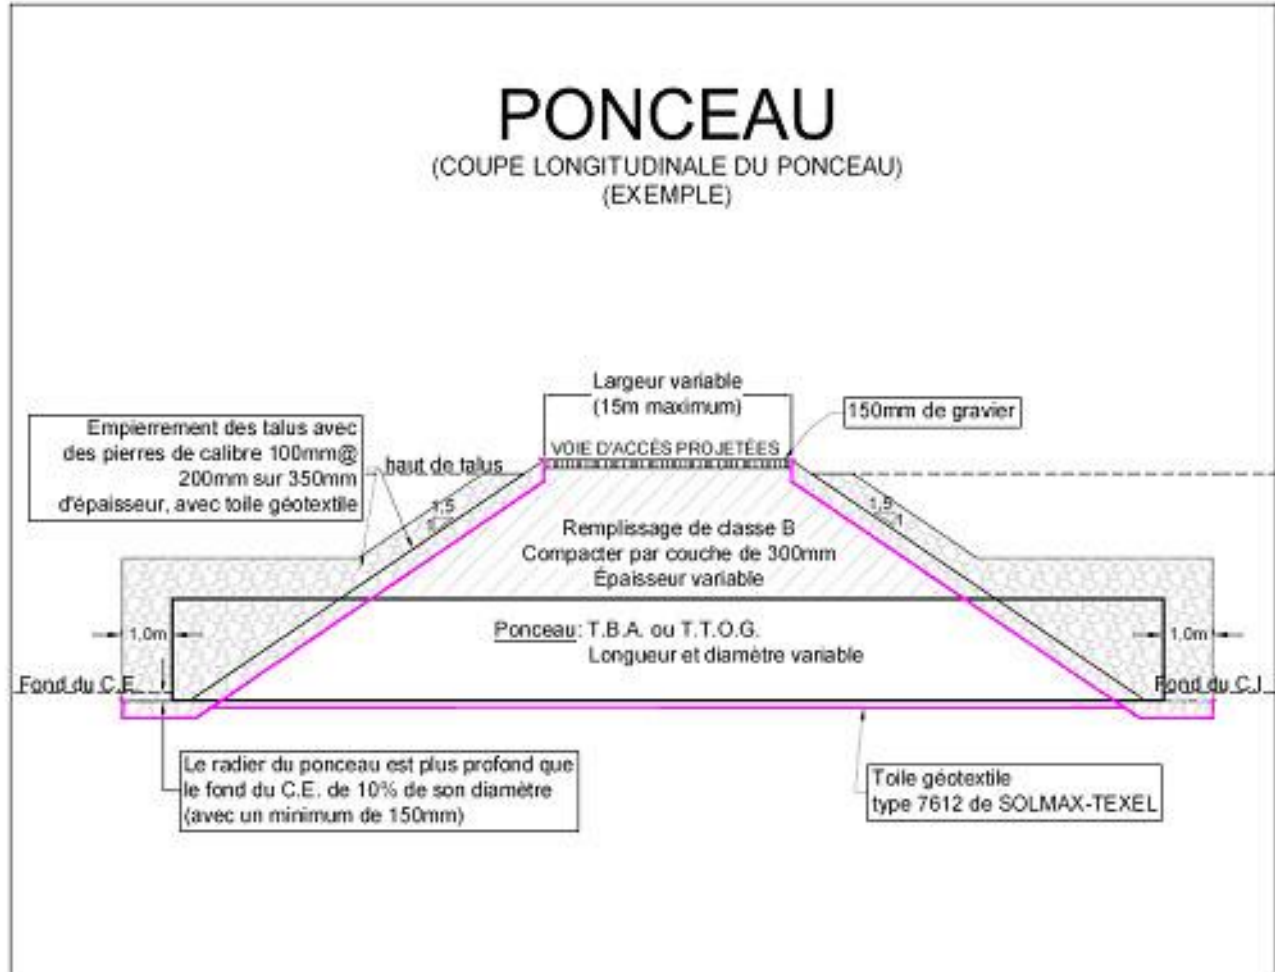 PONCEAU
(COUPE LONGITUDINALE DU PONCEAU)
(EXEMPLE)
Largeur variable
(15m maximum)
150mm de gravier
Empierrement des talus avec
des pierres de calibre 100mm@
200mm sur 350mm
d'épaisseur, avec toile géotextile
haut de talus
VOIE D'ACCÈS PROJETÉES
1,5
1
1,5
1
Remplissage de classe B
Compacter par couche de 300mm
Épaisseur variable
1,0m
Ponceau: T.B.A. ou T.T.O.G.
Longueur et diamètre variable
1,0m
Fond du C.E.
Fond du C.I
Le radier du ponceau est plus profond que
le fond du C.E. de 10% de son diamètre
(avec un minimum de 150mm)
Toile géotextile
type 7612 de SOLMAX-TEXEL